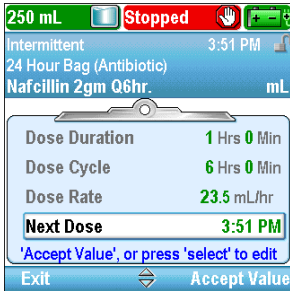 250 mL Stopped
Intermittent 3:51 PM
24 Hour Bag (Antibiotic)
Nafcillin 2gm Q6hr. mL
Dose Duration 1 Hrs 0 Min
Dose Cycle 6 Hrs 0 Min
Dose Rate 23.5 mL/hr
Next Dose 3:51 PM
'Accept Value', or press 'select' to edit
Exit Accept Value